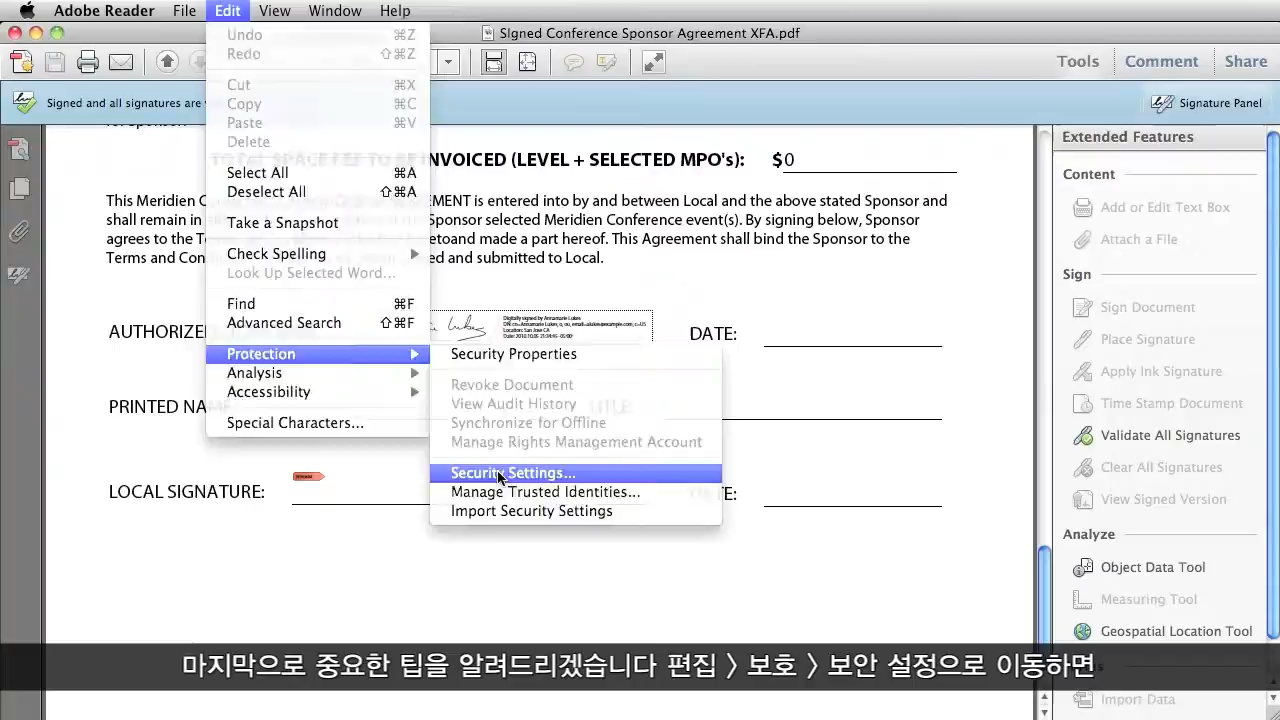 Adobe Reader File Edit View Window Help
Signed Conference Sponsor Agreement XFA.pdf
Tools Comment Share
Signed and all signatures are
Signature Panel
Undo ⌘Z
Redo ⇧⌘Z
Cut ⌘X
Copy ⌘C
Paste ⌘V
Delete
Select All ⌘A
Deselect All ⇧⌘A
Take a Snapshot
Check Spelling
Look Up Selected Word...
Find ⌘F
Advanced Search ⇧⌘F
Protection
Analysis
Accessibility
Special Characters...
Security Properties
Revoke Document
View Audit History
Synchronize for Offline
Manage Rights Management Account
Security Settings...
Manage Trusted Identities...
Import Security Settings
INVOICED (LEVEL + SELECTED MPO's): $0
This Meridien EMENT is entered into by and between Local and the above stated Sponsor and
shall remain in Sponsor selected Meridien Conference event(s). By signing below, Sponsor
agrees to the and made a part hereof. This Agreement shall bind the Sponsor to the
Terms and and submitted to Local.
AUTHORIZE
Digitally signed by Annamarie Lukes
DATE:
PRINTED NA
LOCAL SIGNATURE:
Extended Features
Content
Add or Edit Text Box
Attach a File
Sign
Sign Document
Place Signature
Apply Ink Signature
Time Stamp Document
Validate All Signatures
Clear All Signatures
View Signed Version
Analyze
Object Data Tool
Measuring Tool
Geospatial Location Tool
Import Data
마지막으로 중요한 팁을 알려드리겠습니다 편집 > 보호 > 보안 설정으로 이동하면